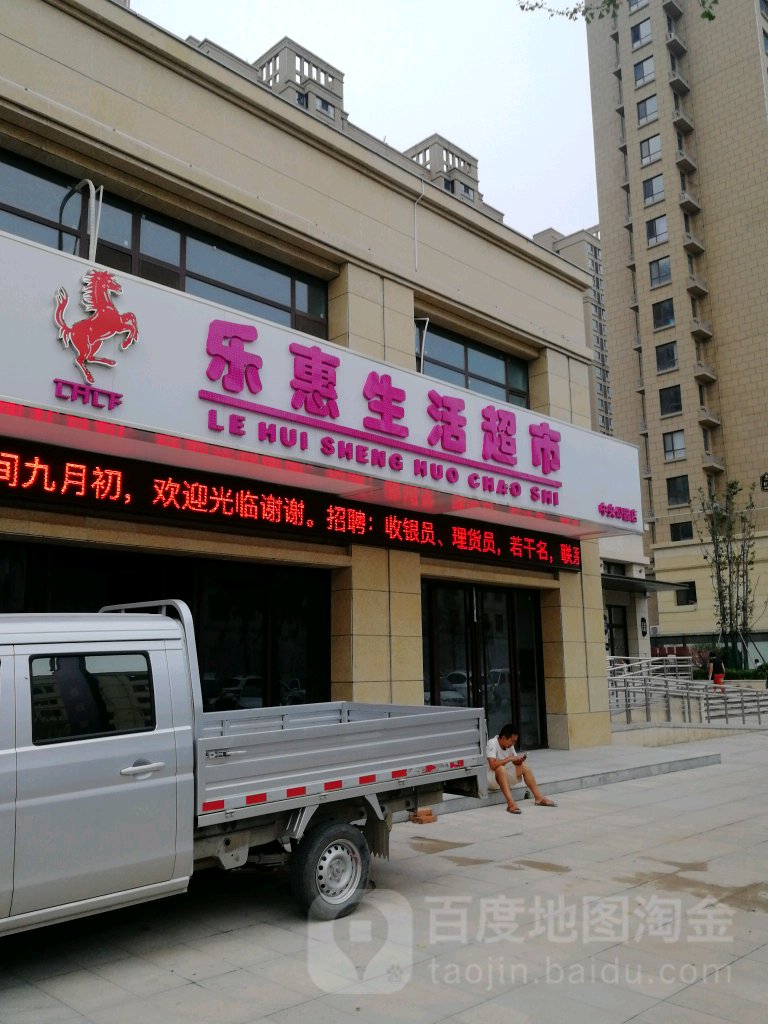 乐惠生活超市
LE HUI SHENG HUO CHAO SHI
间九月初，欢迎光临谢谢。招聘：收银员、理货员，若干名，联系
百度地图淘金
taojin.baidu.com